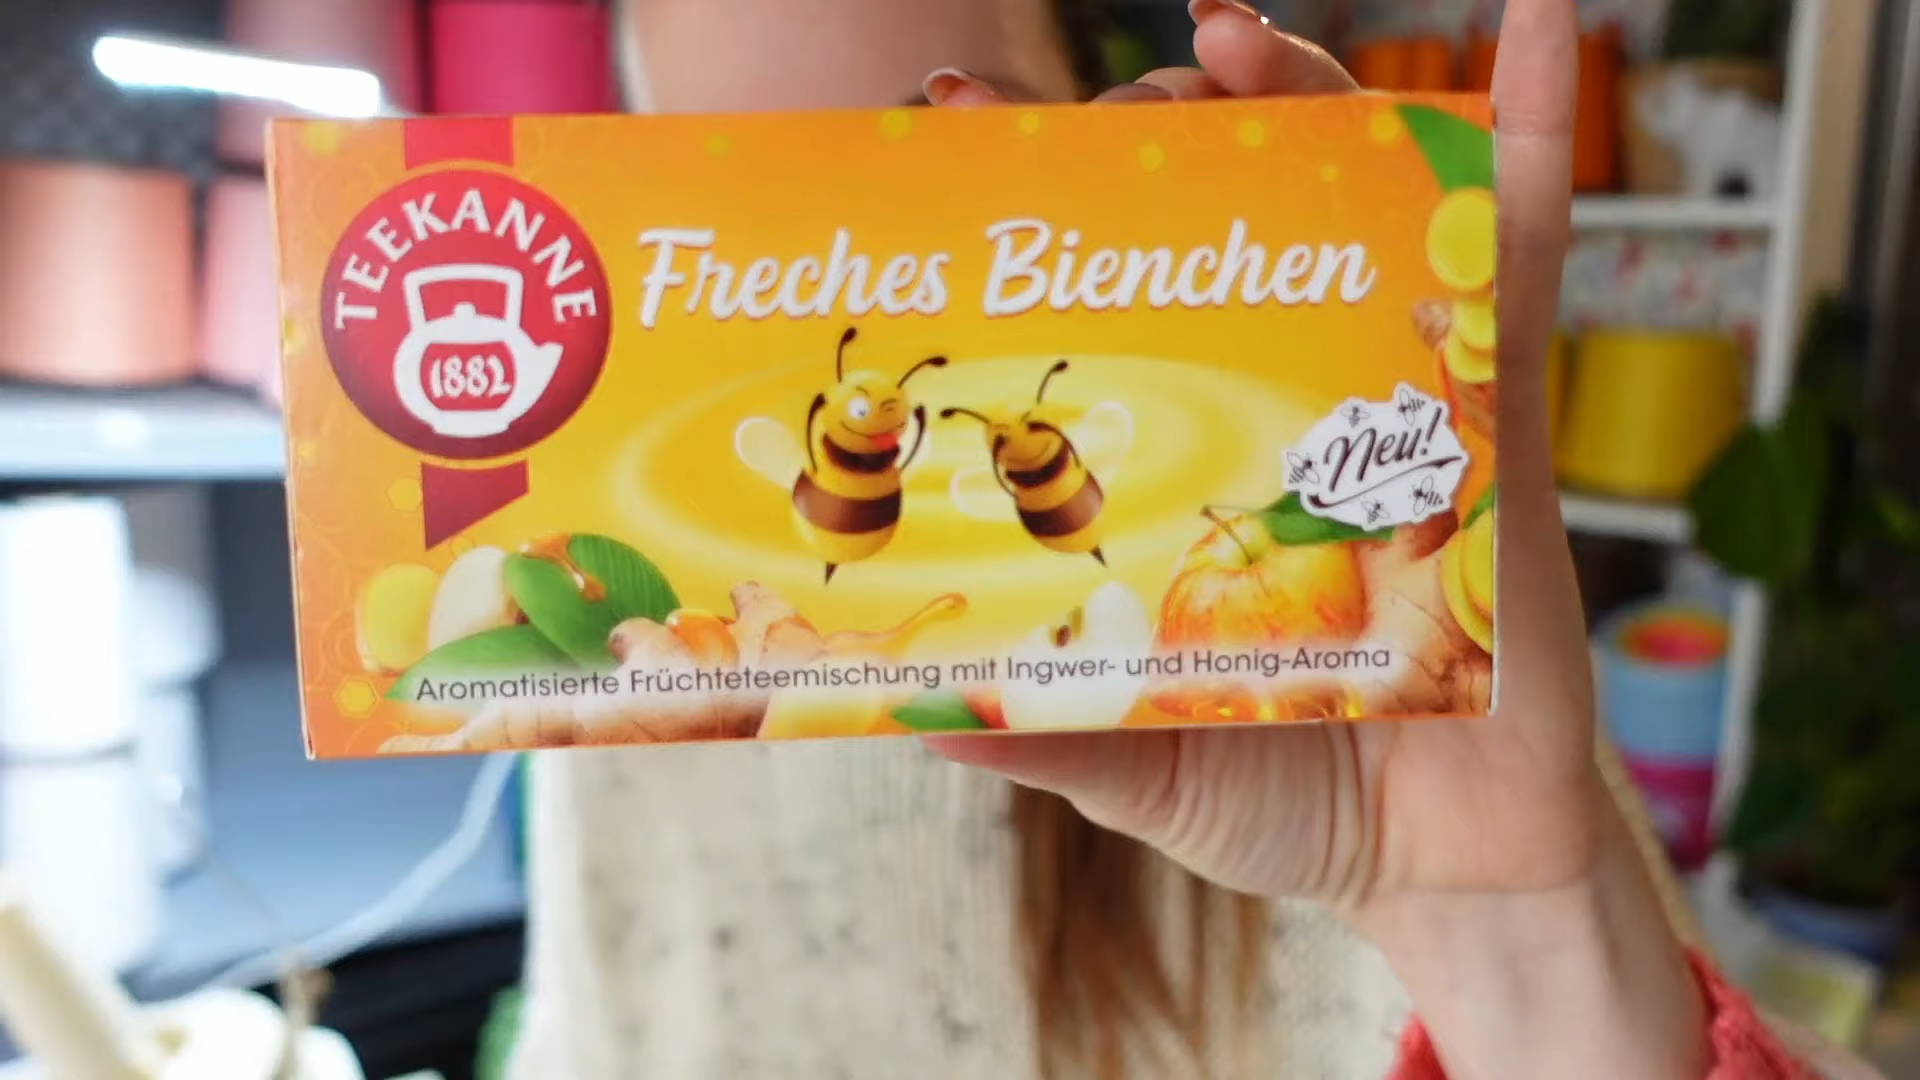 TEEKANNE
1882
Freches Bienchen
Neu!
Aromatisierte Früchteteemischung mit Ingwer- und Honig-Aroma